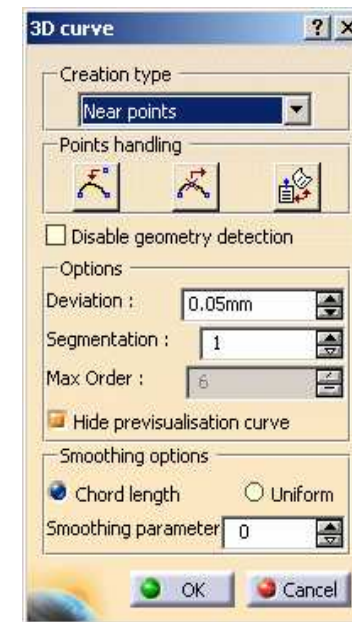 3D curve
Creation type
Near points
Points handling
Disable geometry detection
Options
Deviation : 0.05mm
Segmentation : 1
Max Order : 6
Hide previsualisation curve
Smoothing options
Chord length Uniform
Smoothing parameter 0
OK Cancel